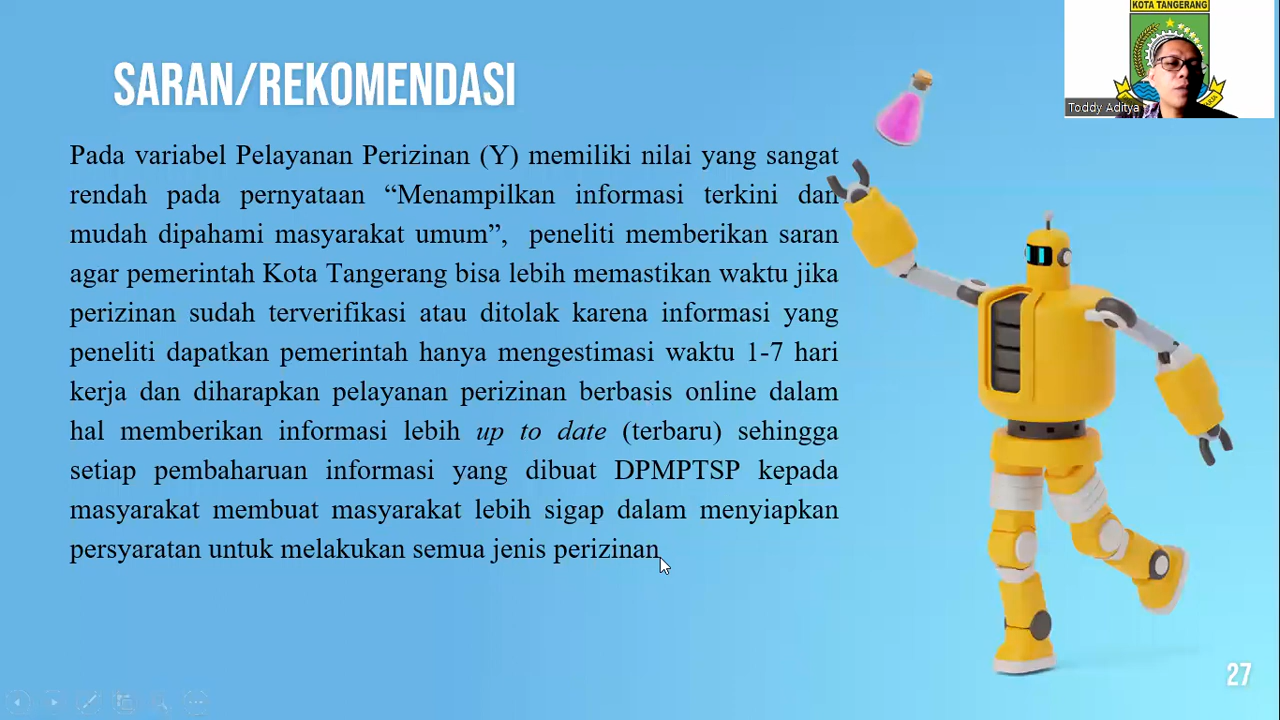 KOTA TANGERANG
Toddy Aditya
SARAN/REKOMENDASI
Pada variabel Pelayanan Perizinan (Y) memiliki nilai yang sangat
rendah pada pernyataan “Menampilkan informasi terkini dan
mudah dipahami masyarakat umum”, peneliti memberikan saran
agar pemerintah Kota Tangerang bisa lebih memastikan waktu jika
perizinan sudah terverifikasi atau ditolak karena informasi yang
peneliti dapatkan pemerintah hanya mengestimasi waktu 1-7 hari
kerja dan diharapkan pelayanan perizinan berbasis online dalam
hal memberikan informasi lebih up to date (terbaru) sehingga
setiap pembaharuan informasi yang dibuat DPMPTSP kepada
masyarakat membuat masyarakat lebih sigap dalam menyiapkan
persyaratan untuk melakukan semua jenis perizinan
27